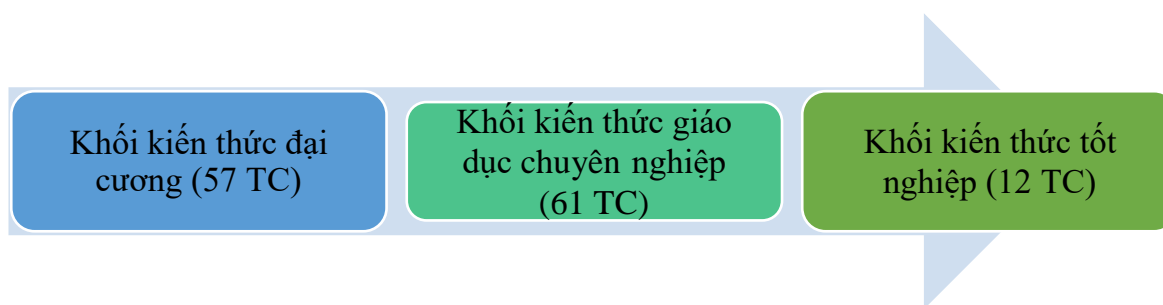 Khối kiến thức đại
cương (57 TC)
Khối kiến thức giáo
dục chuyên nghiệp
(61 TC)
Khối kiến thức tốt
nghiệp (12 TC)